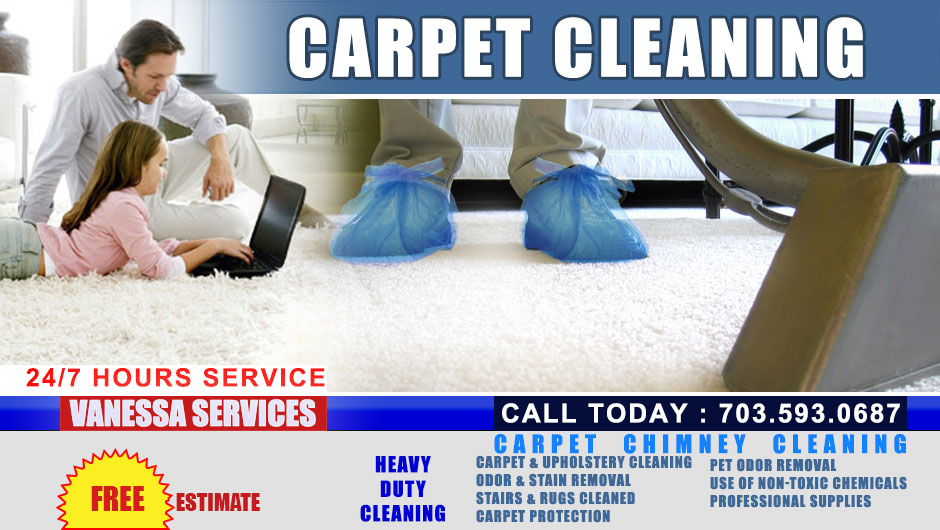 CARPET CLEANING
24/7 HOURS SERVICE
VANESSA SERVICES
CALL TODAY : 703.593.0687
CARPET CHIMNEY CLEANING
FREE ESTIMATE
HEAVY
DUTY
CLEANING
CARPET & UPHOLSTERY CLEANING
ODOR & STAIN REMOVAL
STAIRS & RUGS CLEANED
CARPET PROTECTION
PET ODOR REMOVAL
USE OF NON-TOXIC CHEMICALS
PROFESSIONAL SUPPLIES